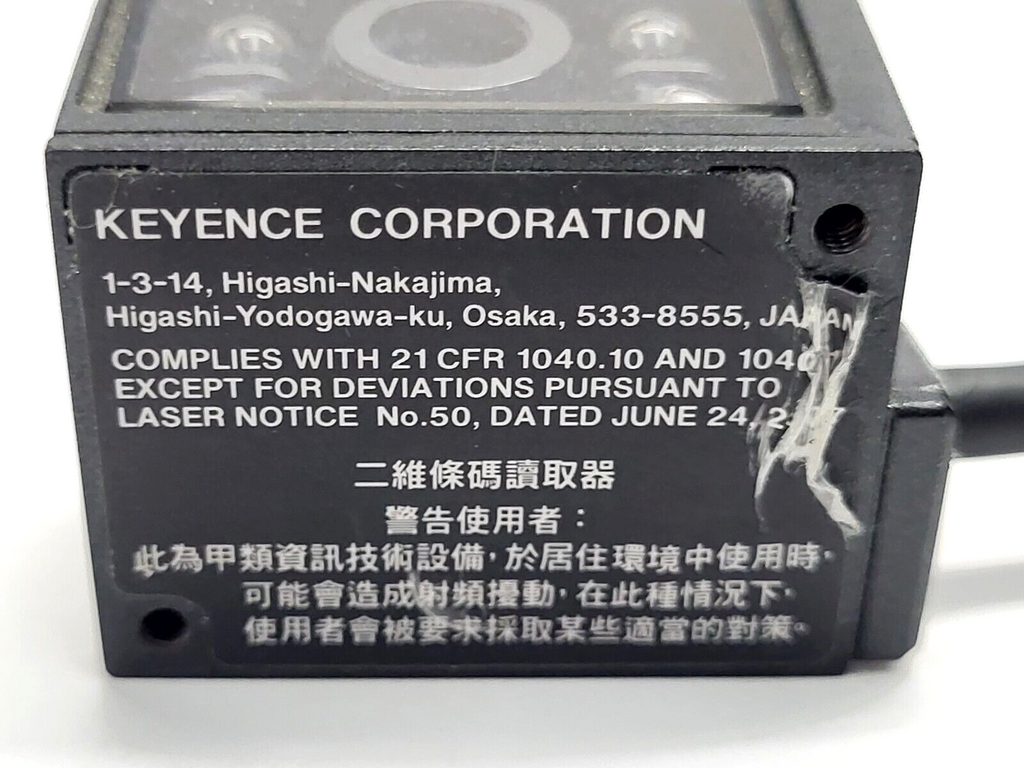 KEYENCE CORPORATION
1-3-14, Higashi-Nakajima,
Higashi-Yodogawa-ku, Osaka, 533-8555, JAPAN
COMPLIES WITH 21 CFR 1040.10 AND
EXCEPT FOR DEVIATIONS PURSUANT TO
LASER NOTICE No.50, DATED JUNE 24,
二維條碼讀取器
警告使用者：
此為甲類資訊技術設備，於居住環境中使用時，
可能會造成射頻擾動，在此種情況下，
使用者會被要求採取某些適當的對策。